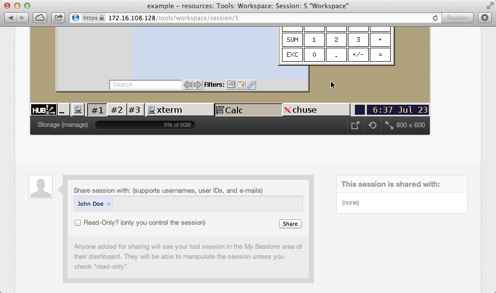 example - resources: Tools: Workspace: Session: 5 "Workspace"
https 172.16.108.128/tools/workspace/session/5 Reader
SUM 1 2 3 +
EXC 0 . +/- =
Search Filters:
HUB #1 #2 #3 xterm Calc chuse 6:37 Jul 23
Storage (manage) 0% of 0GB 800 x 600
Share session with: (supports usernames, user IDs, and e-mails)
John Doe ×
Read-Only? (only you control the session) Share
Anyone added for sharing will see your tool session in the My Sessions area of
their dashboard. They will be able to manipulate the session unless you
check "read-only".
This session is shared with:
(none)